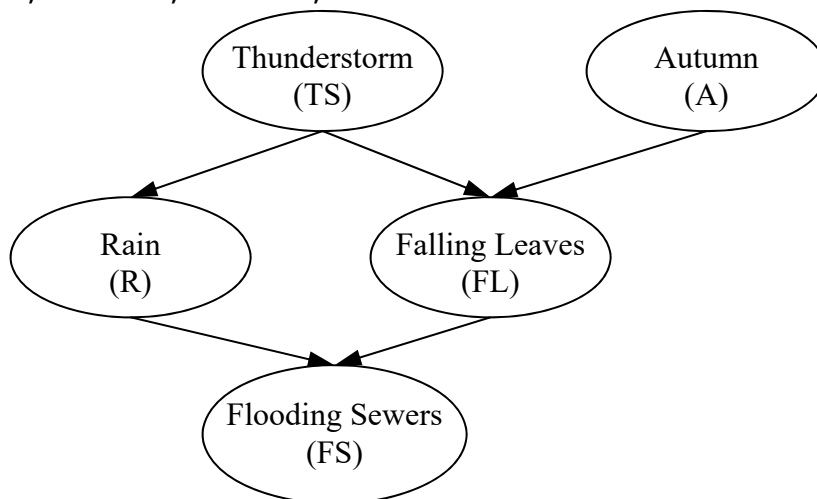 Thunderstorm
(TS)
Autumn
(A)
Rain
(R)
Falling Leaves
(FL)
Flooding Sewers
(FS)